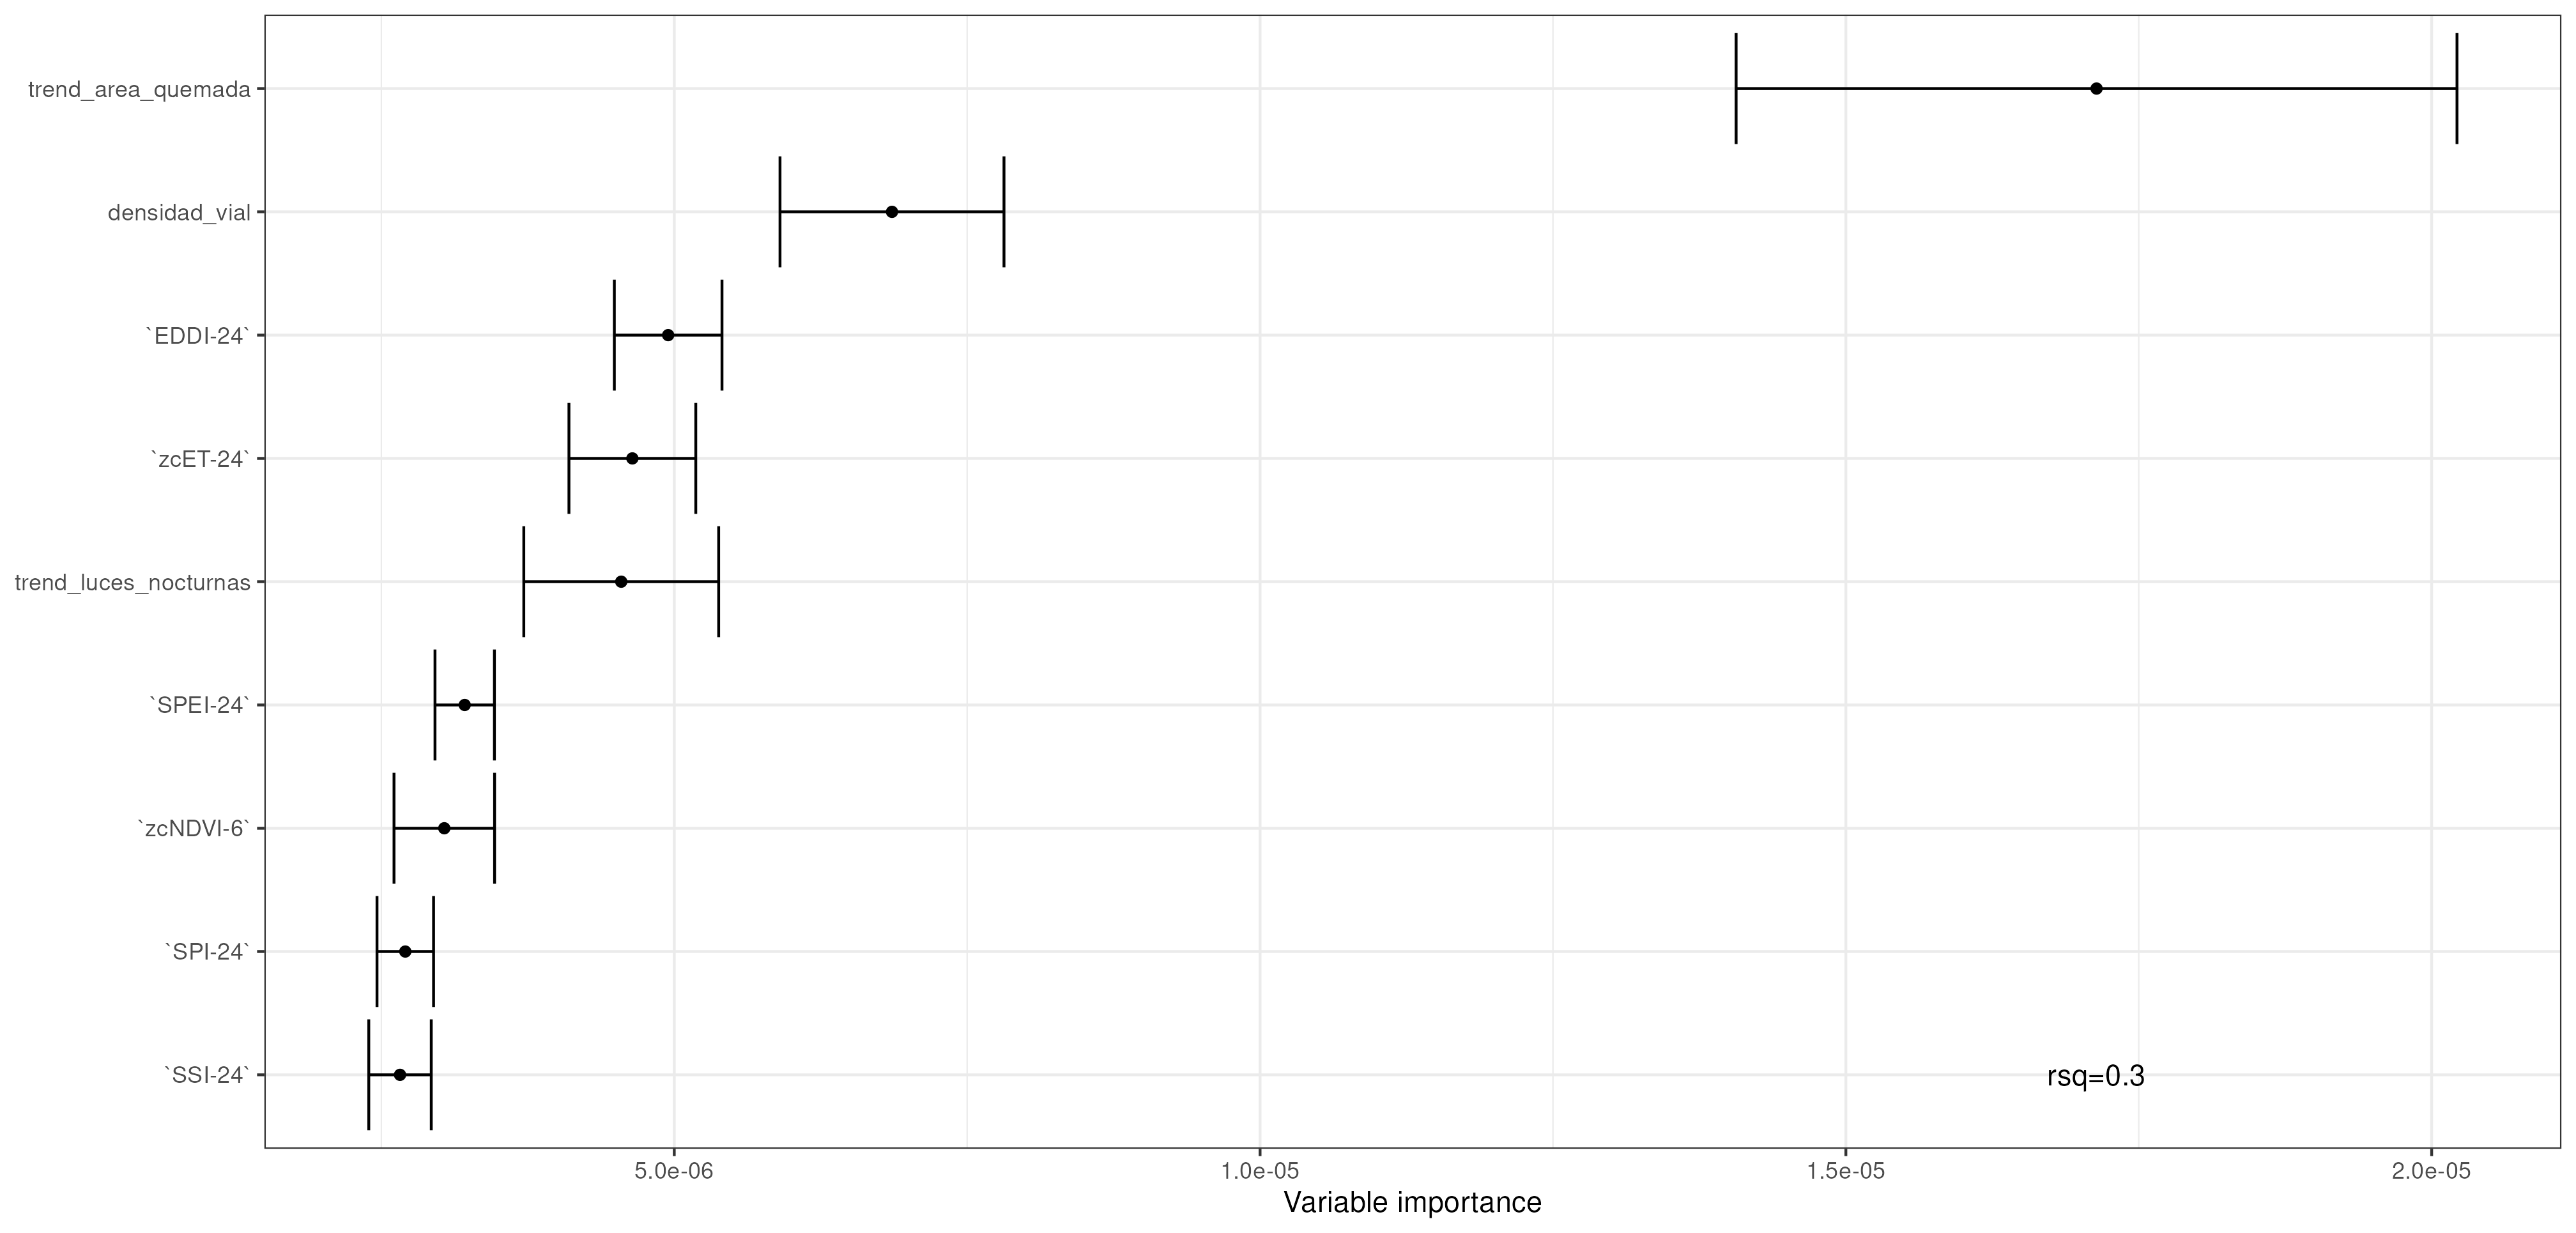 trend_area_quemada
densidad_vial
`EDDI-24`
`zcET-24`
trend_luces_nocturnas
`SPEI-24`
`zcNDVI-6`
`SPI-24`
`SSI-24`
rsq=0.3
5.0e-06 1.0e-05 1.5e-05 2.0e-05
Variable importance